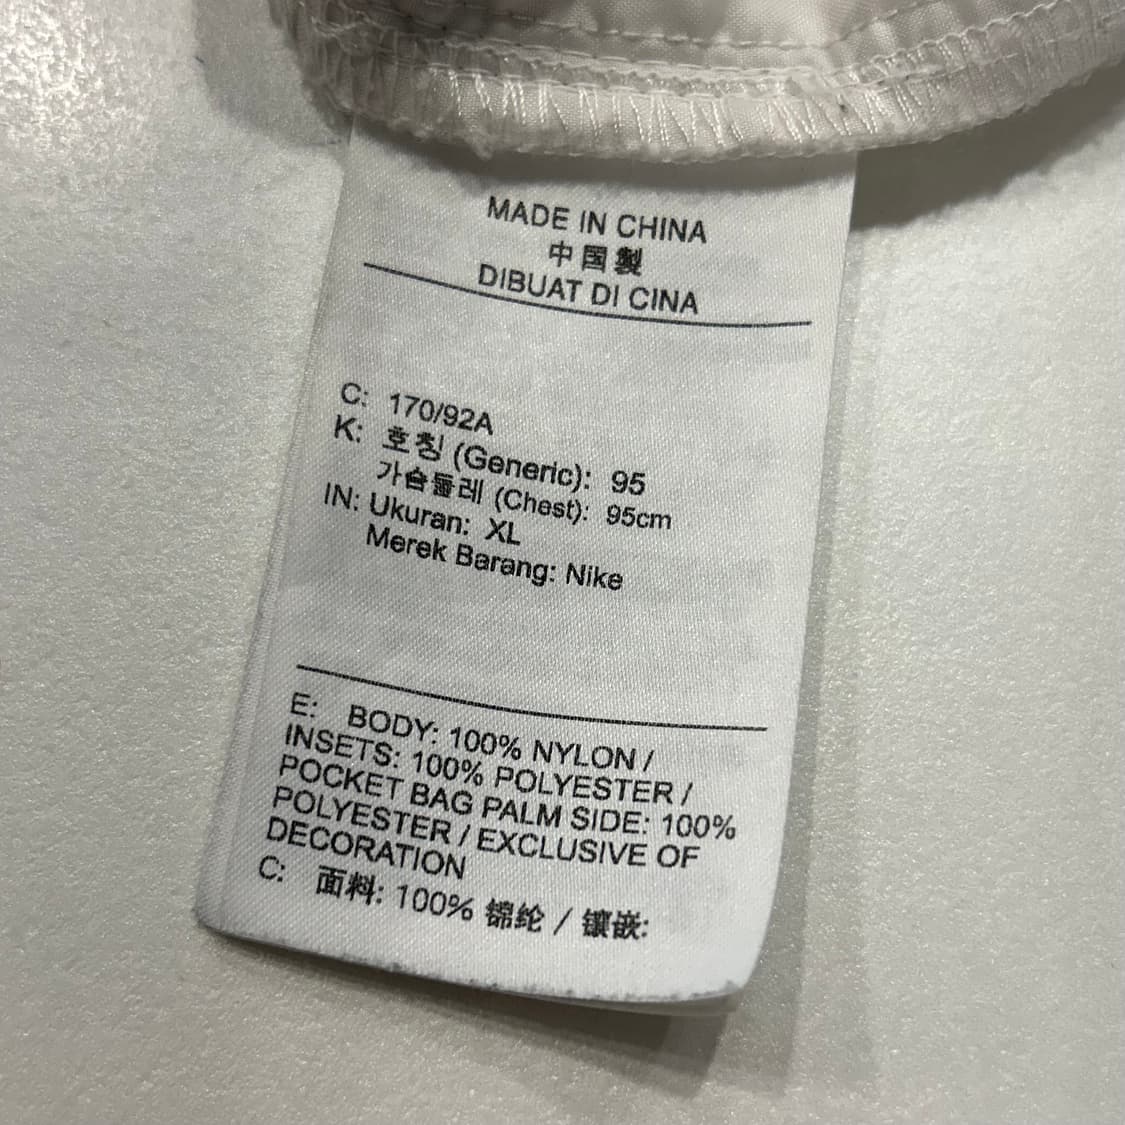 MADE IN CHINA
中国製
DIBUAT DI CINA
C: 170/92A
K: 호칭 (Generic): 95
가슴둘레 (Chest): 95cm
IN: Ukuran: XL
Merek Barang: Nike
E: BODY: 100% NYLON /
INSETS: 100% POLYESTER /
POCKET BAG PALM SIDE: 100%
POLYESTER / EXCLUSIVE OF
DECORATION
C: 面料: 100% 锦纶 / 镶嵌: